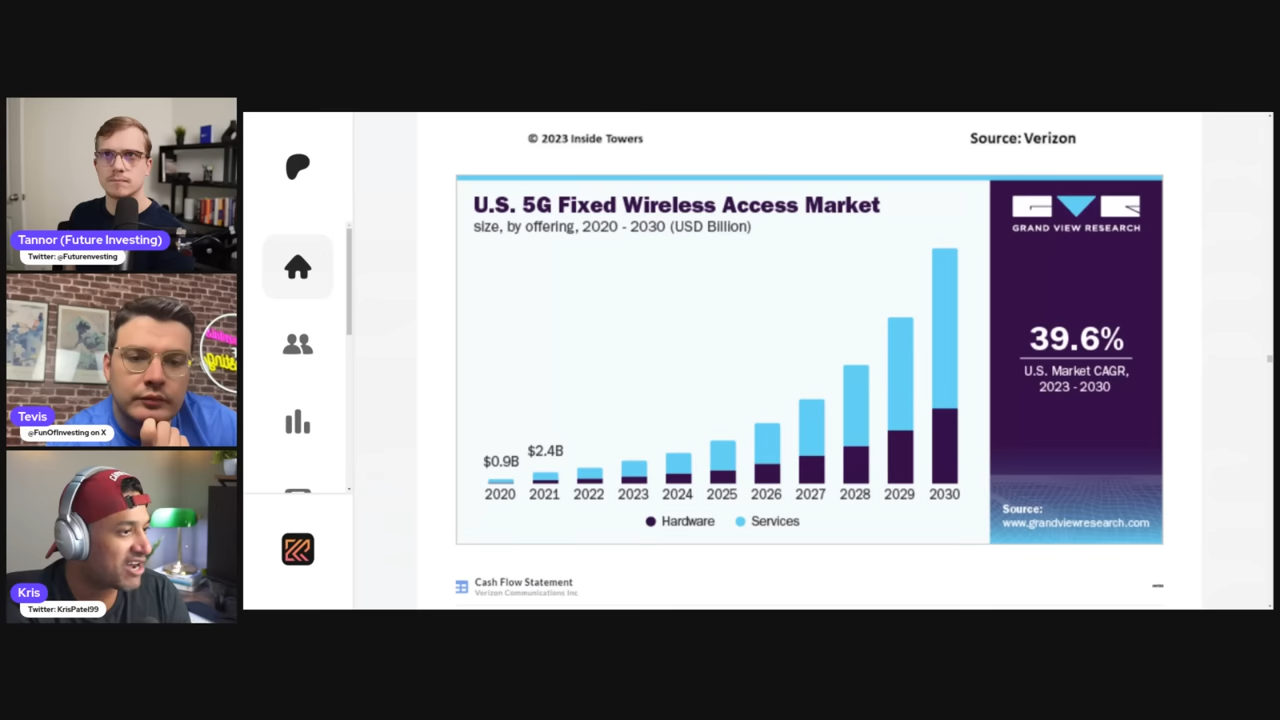 Tannor (Future Investing)
Twitter: @Futurenvesting
Tevis
@FunOfInvesting on X
Kris
Twitter: KrisPatel99
© 2023 Inside Towers
Source: Verizon
U.S. 5G Fixed Wireless Access Market
size, by offering, 2020 - 2030 (USD Billion)
$0.9B
$2.4B
2020 2021 2022 2023 2024 2025 2026 2027 2028 2029 2030
Hardware Services
GRAND VIEW RESEARCH
39.6%
U.S. Market CAGR,
2023 - 2030
Source:
www.grandviewresearch.com
Cash Flow Statement
Verizon Communications Inc